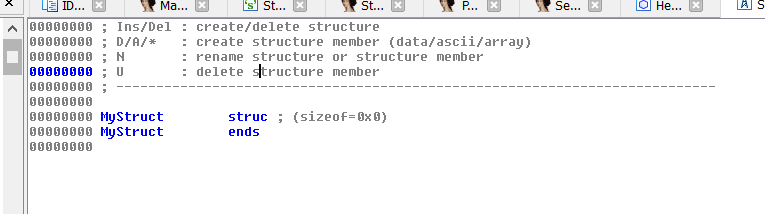 ID...
Ma...
St...
St...
P...
Se...
He...
S
00000000 ; Ins/Del : create/delete structure
00000000 ; D/A/* : create structure member (data/ascii/array)
00000000 ; N : rename structure or structure member
00000000 ; U : delete structure member
00000000 ; ---------------------------------------------------------------------------
00000000
00000000 MyStruct struc ; (sizeof=0x0)
00000000 MyStruct ends
00000000